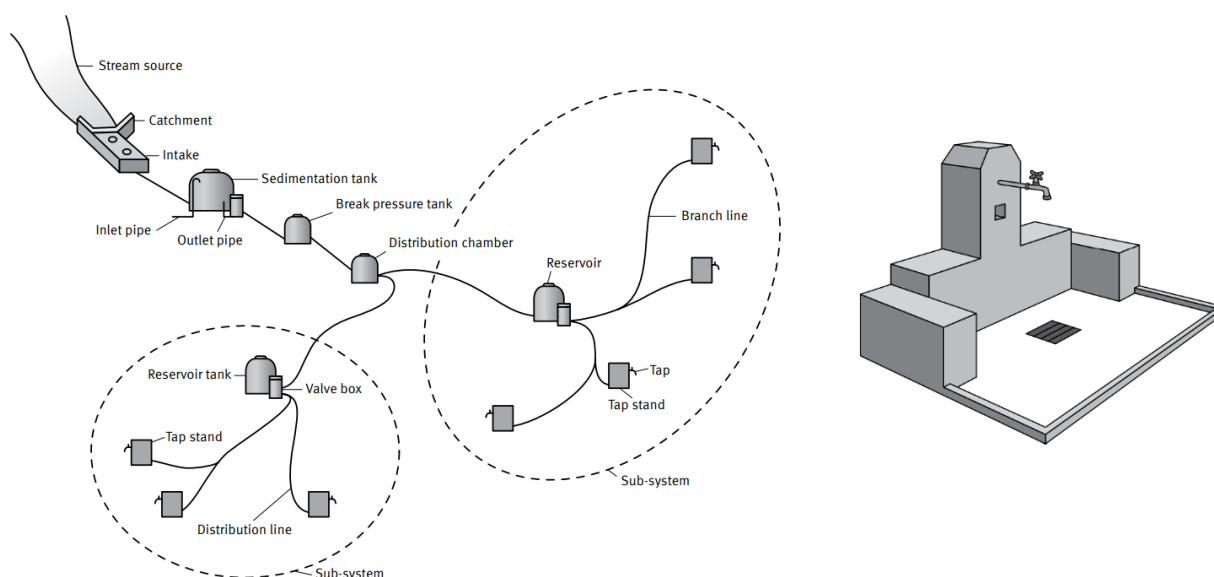 Stream source
Catchment
Intake
Sedimentation tank
Inlet pipe
Outlet pipe
Break pressure tank
Distribution chamber
Reservoir
Branch line
Tap
Tap stand
Sub-system
Reservoir tank
Valve box
Tap stand
Distribution line
Sub-system